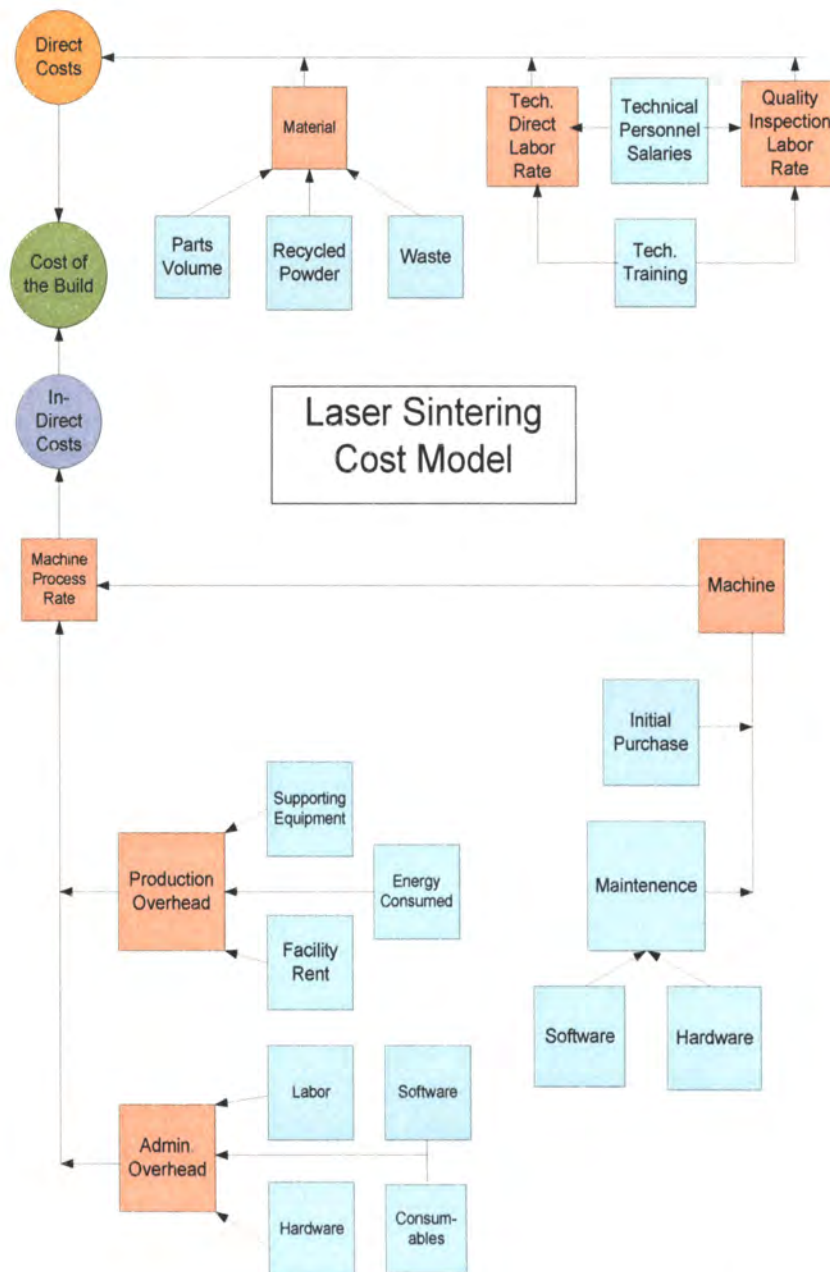 Direct
Costs
Material
Tech.
Direct
Labor
Rate
Technical
Personnel
Salaries
Quality
Inspection
Labor
Rate
Parts
Volume
Recycled
Powder
Waste
Tech.
Training
Cost of
the Build
In-
Direct
Costs
Laser Sintering
Cost Model
Machine
Process
Rate
Machine
Initial
Purchase
Supporting
Equipment
Production
Overhead
Energy
Consumed
Maintenence
Facility
Rent
Software
Hardware
Labor
Software
Admin.
Overhead
Hardware
Consum-
ables